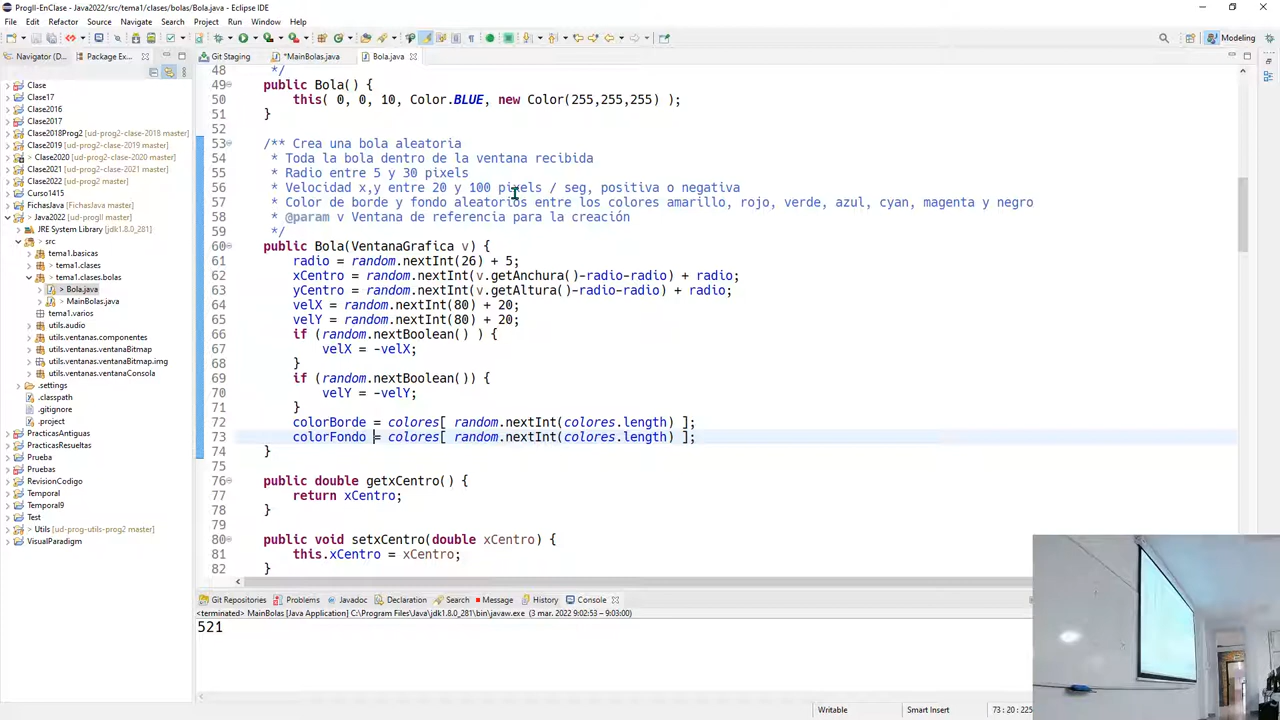 ProgII-EnClase - Java2022/src/tema1/clases/bolas/Bola.java - Eclipse IDE
File Edit Refactor Source Navigate Search Project Run Window Help
Modeling
Navigator (D... Package Ex...
Git Staging *MainBolas.java Bola.java
Clase
Clase17
Clase2016
Clase2017
Clase2018Prog2 [ud-prog2-clase-2018 master]
Clase2019 [ud-prog2-clase-2019 master]
> Clase2020 [ud-prog2-clase-2020 master]
Clase2021 [ud-prog2-clase-2021 master]
Clase2022 [ud-prog2 master]
Curso1415
FichasJava [FichasJava master]
> Java2022 [ud-progII master]
JRE System Library [jdk1.8.0_281]
> src
tema1.basicas
> tema1.clases
> tema1.clases.bolas
> Bola.java
> MainBolas.java
tema1.varios
utils.audio
utils.ventanas.componentes
utils.ventanas.ventanaBitmap
utils.ventanas.ventanaBitmap.img
utils.ventanas.ventanaConsola
.settings
.classpath
.gitignore
.project
PracticasAntiguas
PracticasResueltas
Prueba
Pruebas
RevisionCodigo
Temporal
Temporal9
Test
> Utils [ud-prog-utils-prog2 master]
VisualParadigm
48 */
49 public Bola() {
50 this( 0, 0, 10, Color.BLUE, new Color(255,255,255) );
51 }
52
53 /** Crea una bola aleatoria
54 * Toda la bola dentro de la ventana recibida
55 * Radio entre 5 y 30 pixels
56 * Velocidad x,y entre 20 y 100 pixels / seg, positiva o negativa
57 * Color de borde y fondo aleatorios entre los colores amarillo, rojo, verde, azul, cyan, magenta y negro
58 * @param v Ventana de referencia para la creación
59 */
60 public Bola(VentanaGrafica v) {
61 radio = random.nextInt(26) + 5;
62 xCentro = random.nextInt(v.getAnchura()-radio-radio) + radio;
63 yCentro = random.nextInt(v.getAltura()-radio-radio) + radio;
64 velX = random.nextInt(80) + 20;
65 velY = random.nextInt(80) + 20;
66 if (random.nextBoolean() ) {
67 velX = -velX;
68 }
69 if (random.nextBoolean()) {
70 velY = -velY;
71 }
72 colorBorde = colores[ random.nextInt(colores.length) ];
73 colorFondo = colores[ random.nextInt(colores.length) ];
74 }
75
76 public double getxCentro() {
77 return xCentro;
78 }
79
80 public void setxCentro(double xCentro) {
81 this.xCentro = xCentro;
82 }
Git Repositories Problems Javadoc Declaration Search Message History Console
<terminated> MainBolas [Java Application] C:\Program Files\Java\jdk1.8.0_281\bin\javaw.exe (3 mar. 2022 9:02:53 – 9:03:00)
521
Writable Smart Insert 73 : 20 : 225